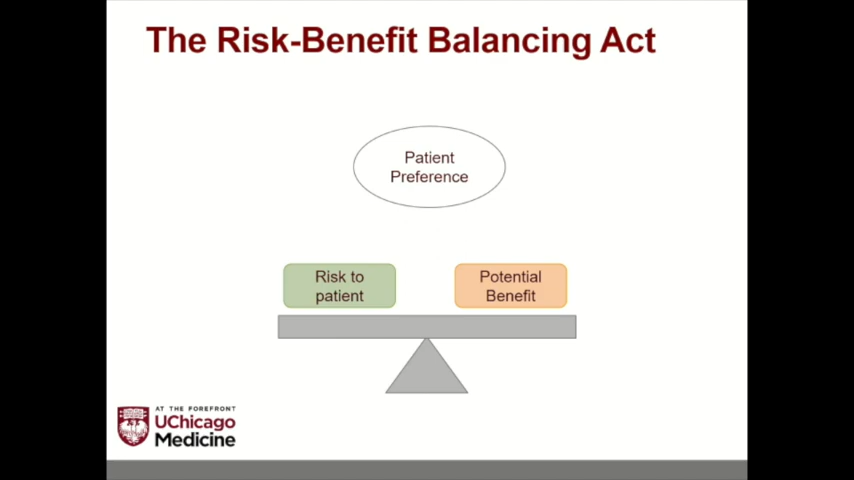 The Risk-Benefit Balancing Act
Patient
Preference
Risk to
patient
Potential
Benefit
AT THE FOREFRONT
UChicago
Medicine